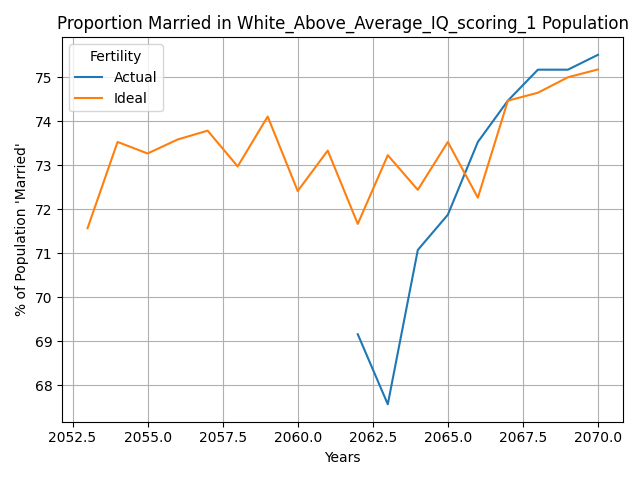 Proportion Married in White_Above_Average_IQ_scoring_1 Population
Fertility
Actual
Ideal
% of Population 'Married'
75
74
73
72
71
70
69
68
2052.5 2055.0 2057.5 2060.0 2062.5 2065.0 2067.5 2070.0
Years